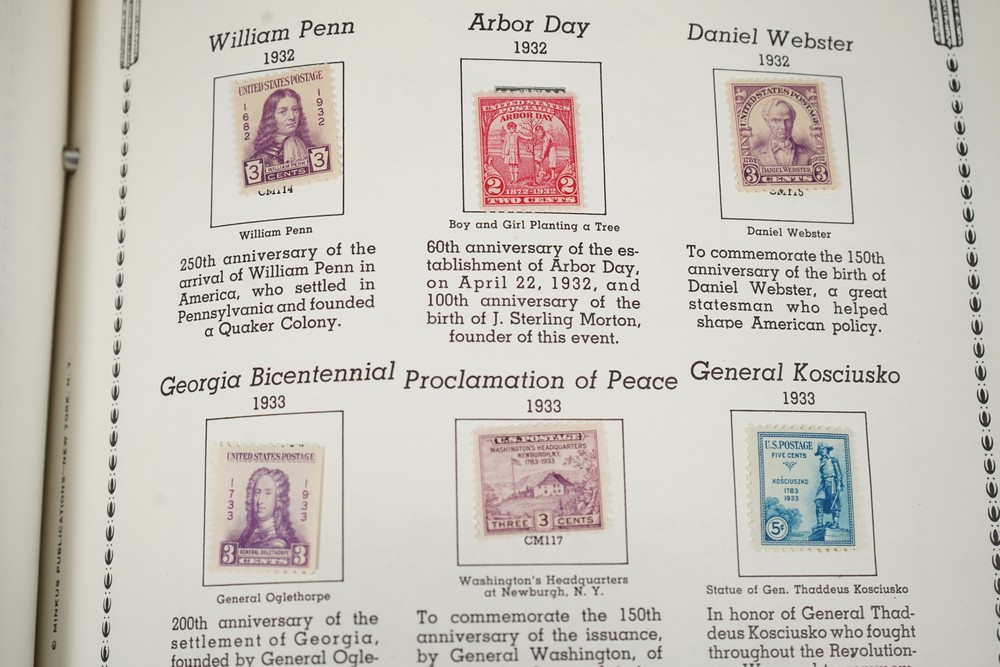 William Penn
1932
UNITED STATES POSTAGE
1682
1932
3
WILLIAM PENN
3
CENTS
CM114
William Penn
250th anniversary of the
arrival of William Penn in
America, who settled in
Pennsylvania and founded
a Quaker Colony.
Arbor Day
1932
UNITED STATES
POSTAGE
ARBOR DAY
2
1872-1932
2
TWO CENTS
Boy and Girl Planting a Tree
60th anniversary of the es-
tablishment of Arbor Day,
on April 22, 1932, and
100th anniversary of the
birth of J. Sterling Morton,
founder of this event.
Daniel Webster
1932
UNITED STATES POSTAGE
1782
1932
3
DANIEL WEBSTER
3
CENTS
CM115
Daniel Webster
To commemorate the 150th
anniversary of the birth of
Daniel Webster, a great
statesman who helped
shape American policy.
Georgia Bicentennial
1933
UNITED STATES POSTAGE
1733
1933
3
GENERAL OGLETHORPE
3
CENTS
General Oglethorpe
200th anniversary of the
settlement of Georgia,
founded by General Ogle-
Proclamation of Peace
1933
U.S. POSTAGE
WASHINGTON'S HEADQUARTERS
NEWBURGH, N.Y.
1783-1933
THREE 3 CENTS
CM117
Washington's Headquarters
at Newburgh, N. Y.
To commemorate the 150th
anniversary of the issuance,
by General Washington, of
General Kosciusko
1933
U.S. POSTAGE
FIVE CENTS
KOSCIUSZKO
1783
1933
5¢
Statue of Gen. Thaddeus Kosciusko
In honor of General Thad-
deus Kosciusko who fought
throughout the Revolution-
© MINKUS PUBLICATIONS—NEW YORK, N. Y.